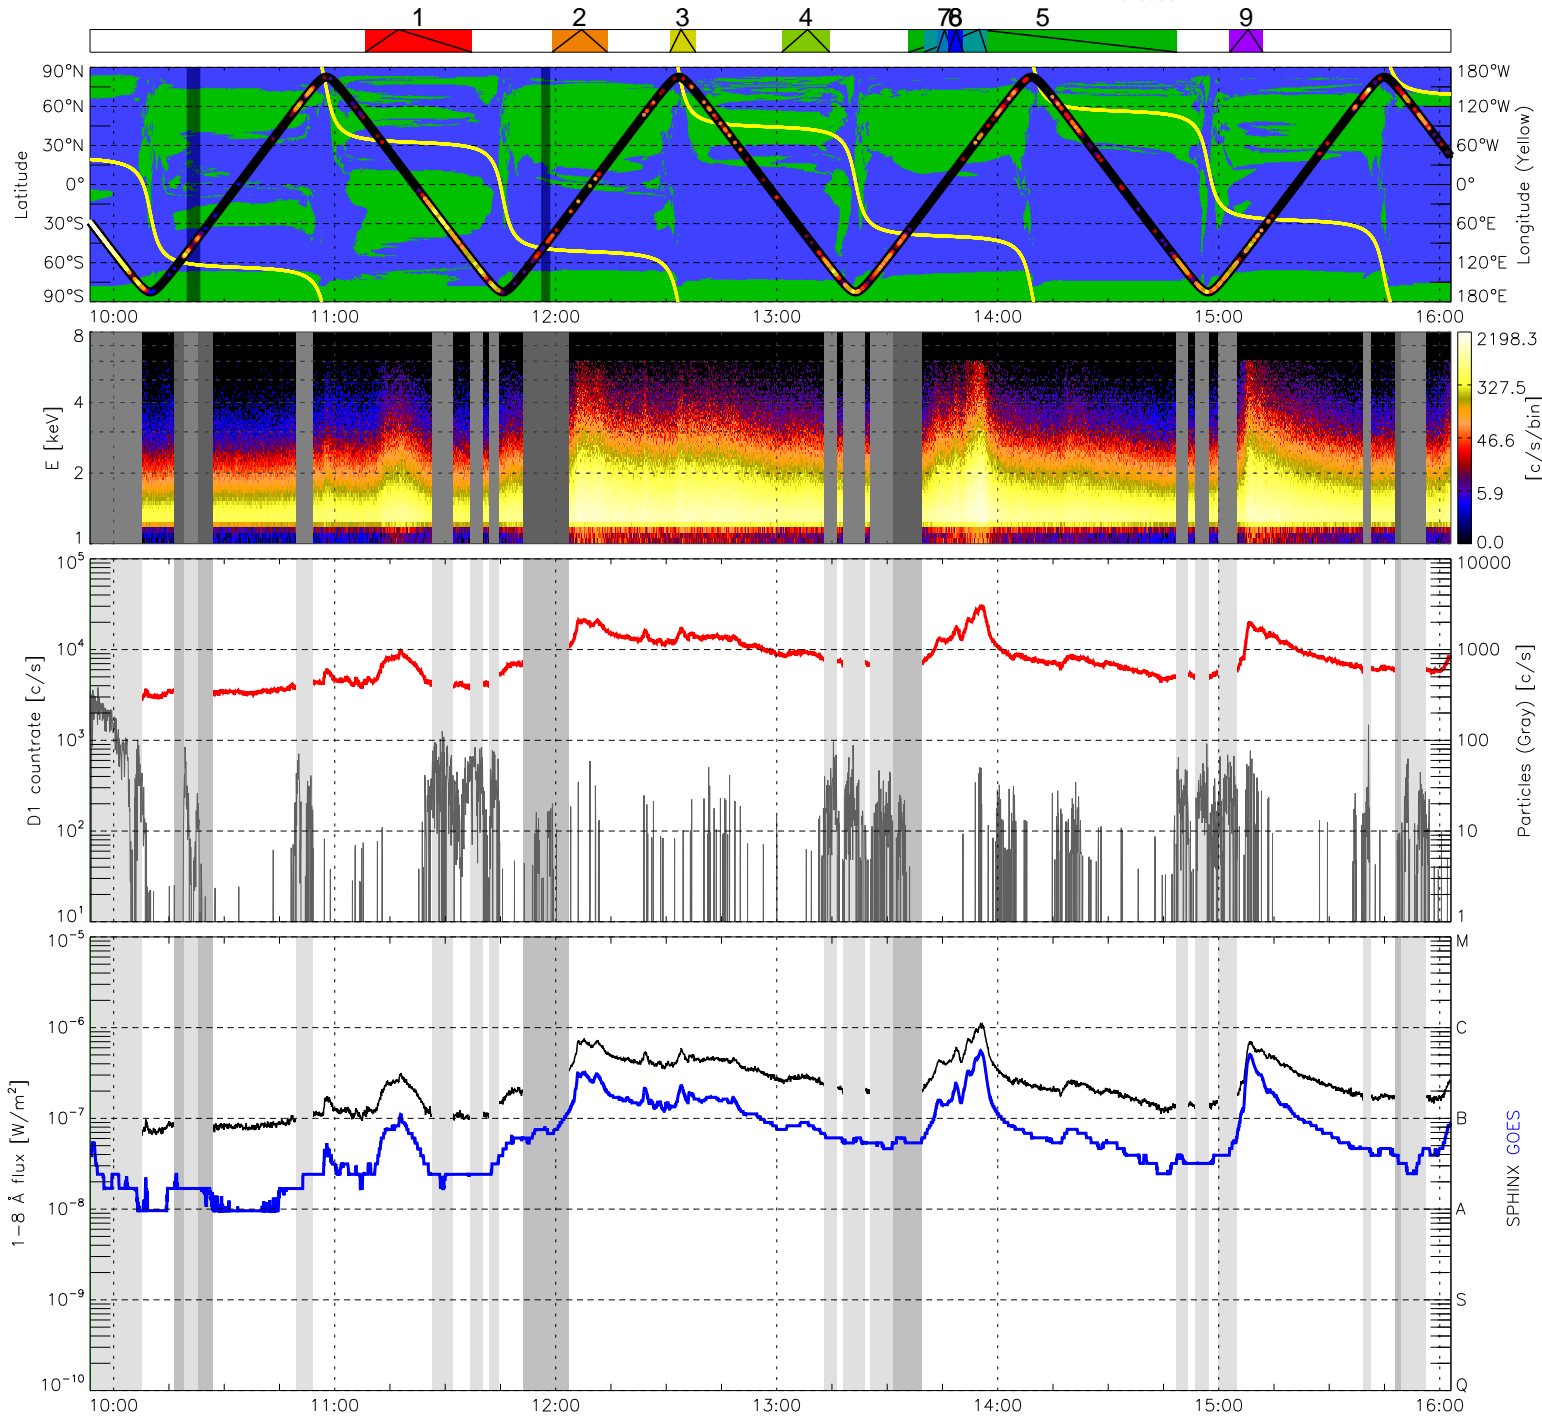 1 2 3 4 7 6 8 5 9
90°N 180°W
60°N 120°W
30°N 60°W
0° 0°
30°S 60°E
60°S 120°E
90°S 180°E
Latitude
Longitude (Yellow)
10:00 11:00 12:00 13:00 14:00 15:00 16:00
8
4
2
1
E [keV]
2198.3
327.5
46.6
5.9
0.0
[c/s/bin]
10^5 10000
10^4 1000
10^3 100
10^2 10
10^1 1
D1 countrate [c/s]
Particles (Gray) [c/s]
10^-5 M
10^-6 C
10^-7 B
10^-8 A
10^-9 S
10^-10 Q
1-8 Å flux [W/m^2]
SPHINX GOES
10:00 11:00 12:00 13:00 14:00 15:00 16:00